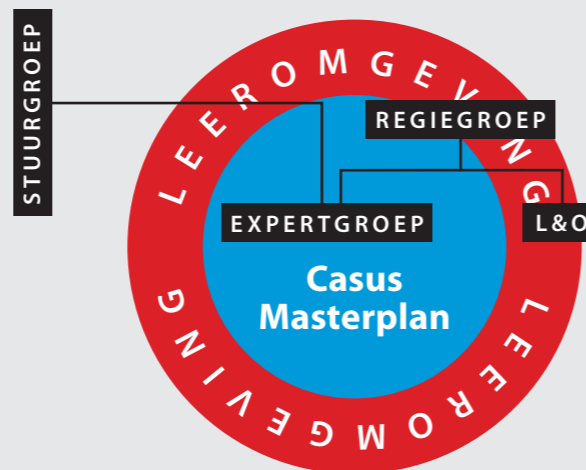 STUURGROEP
LEEROMGEVING
REGIEGROEP
EXPERTGROEP
L&O
Casus
Masterplan
LEEROMGEVING